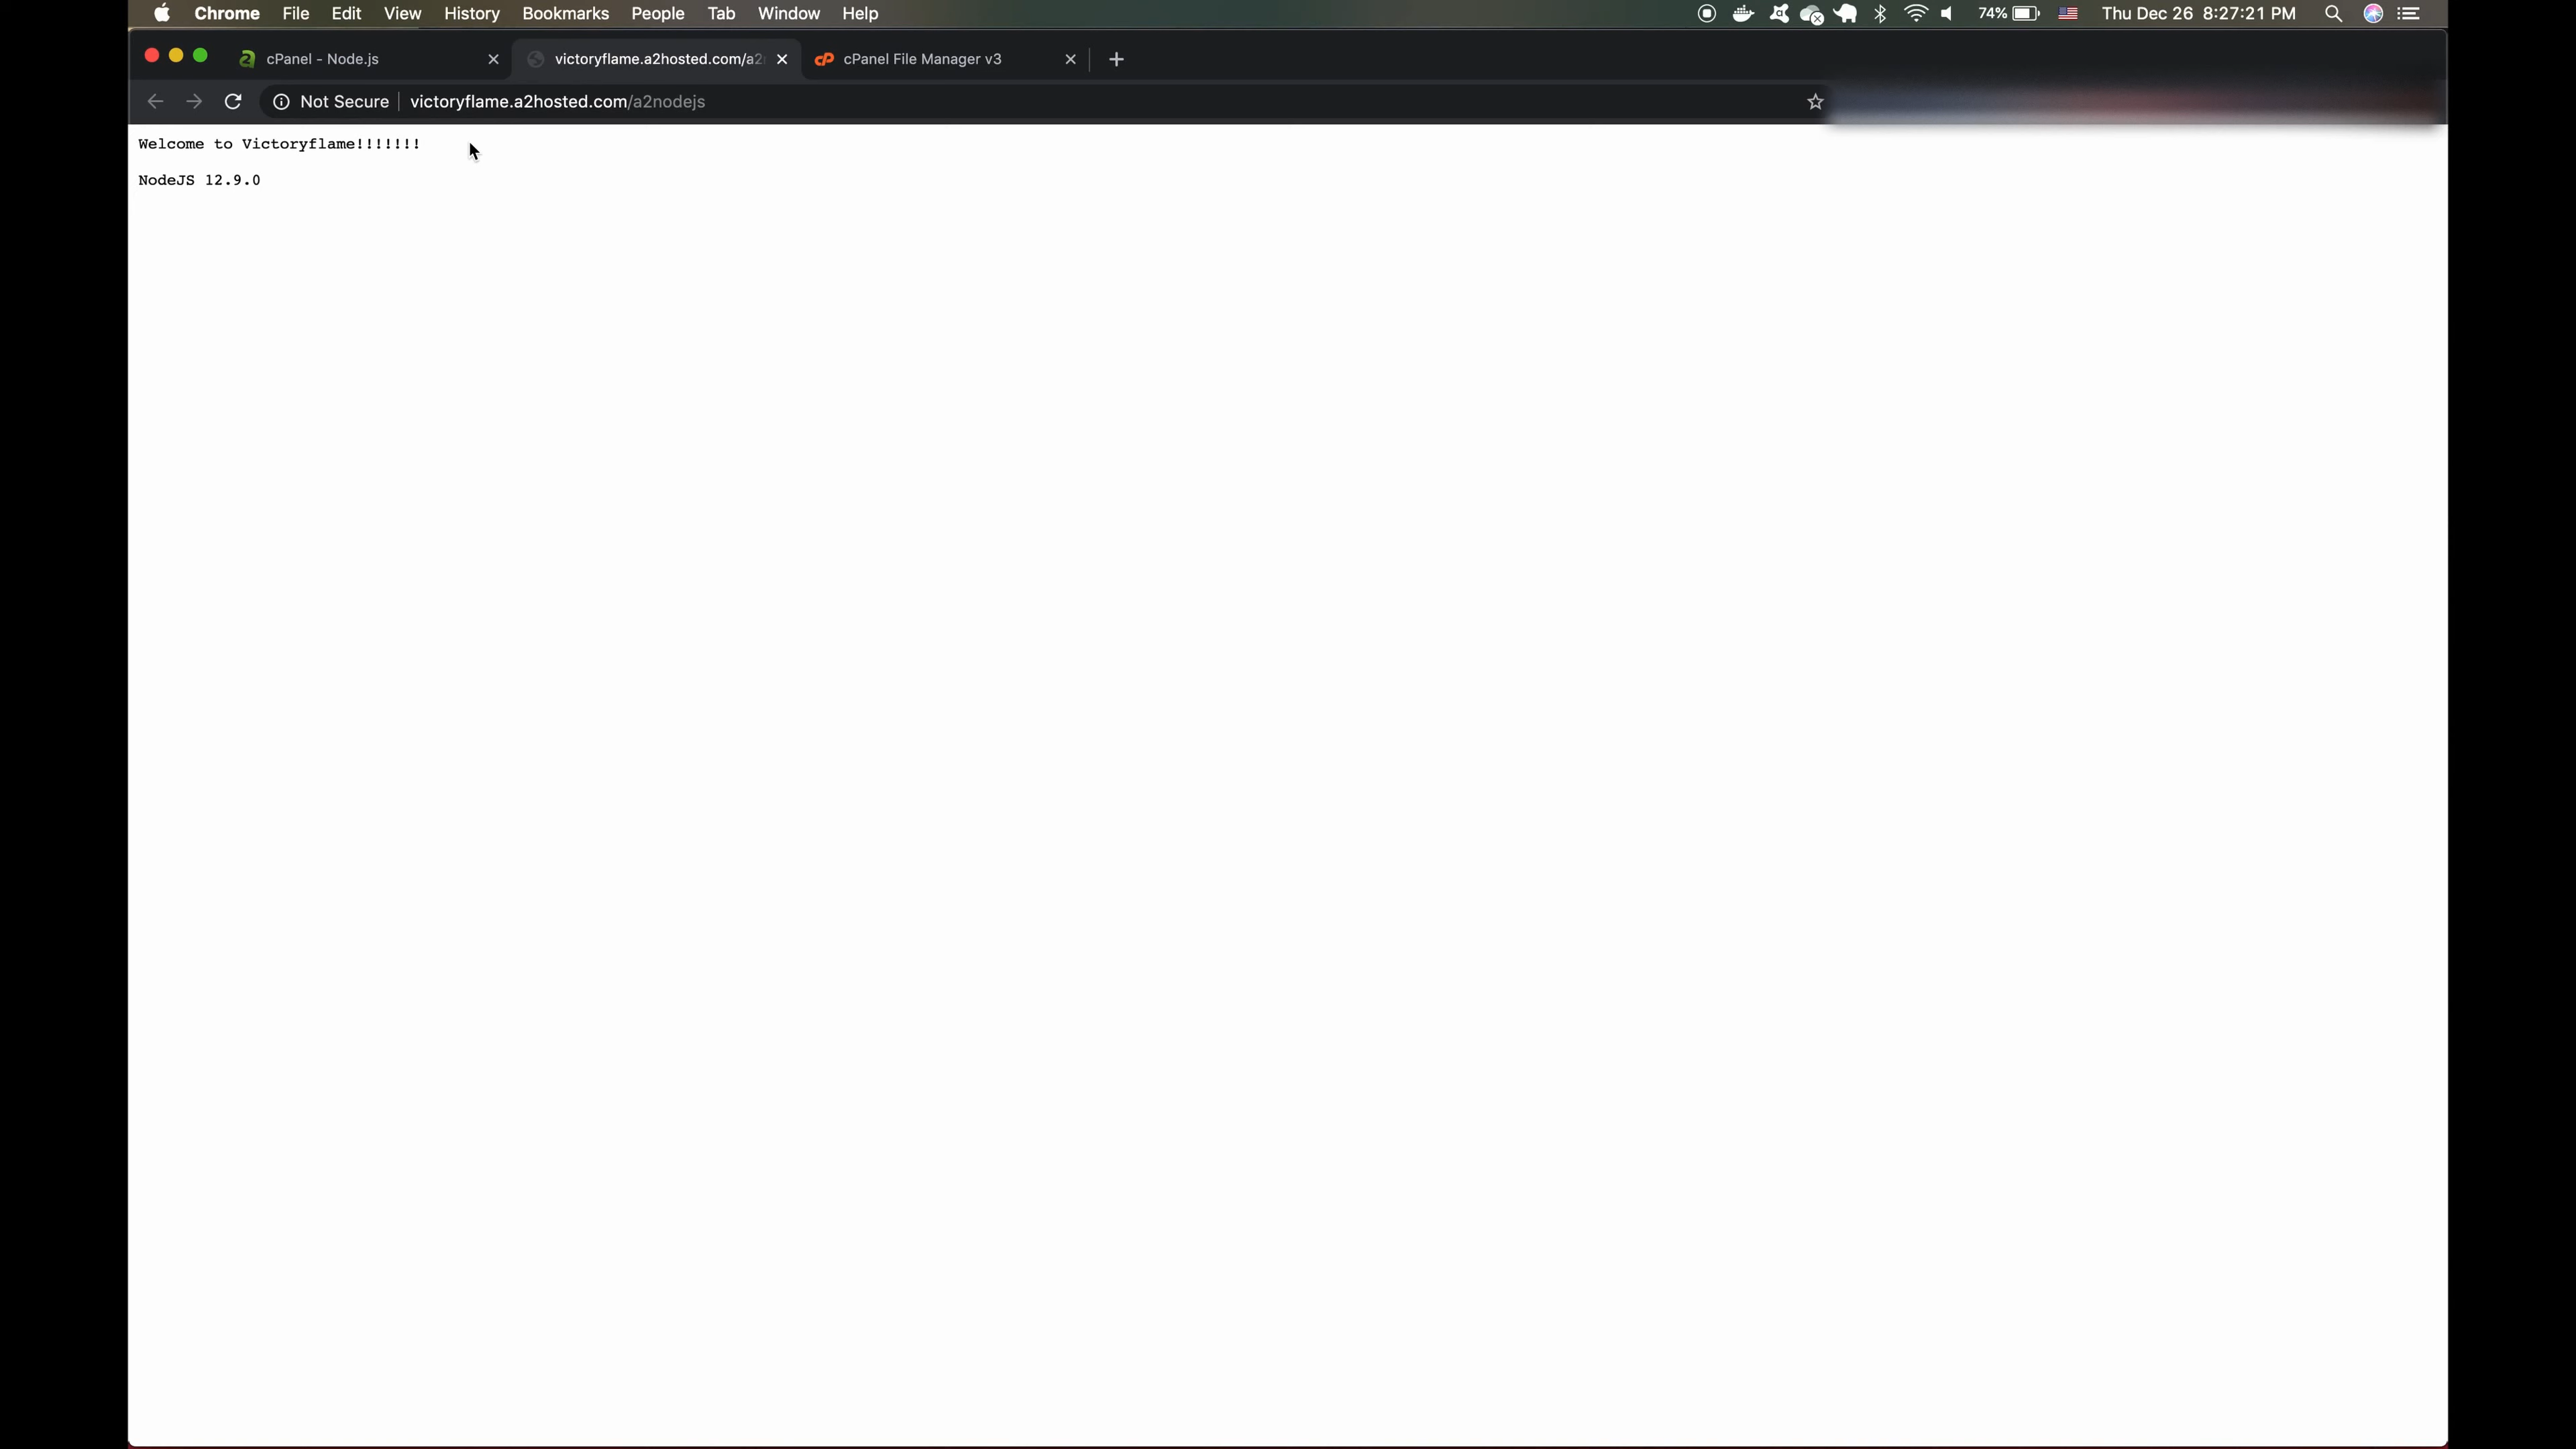 Chrome File Edit View History Bookmarks People Tab Window Help 74% Thu Dec 26 8:27:21 PM
cPanel - Node.js victoryflame.a2hosted.com/a2 cPanel File Manager v3
Not Secure victoryflame.a2hosted.com/a2nodejs
Welcome to Victoryflame!!!!!!!
NodeJS 12.9.0